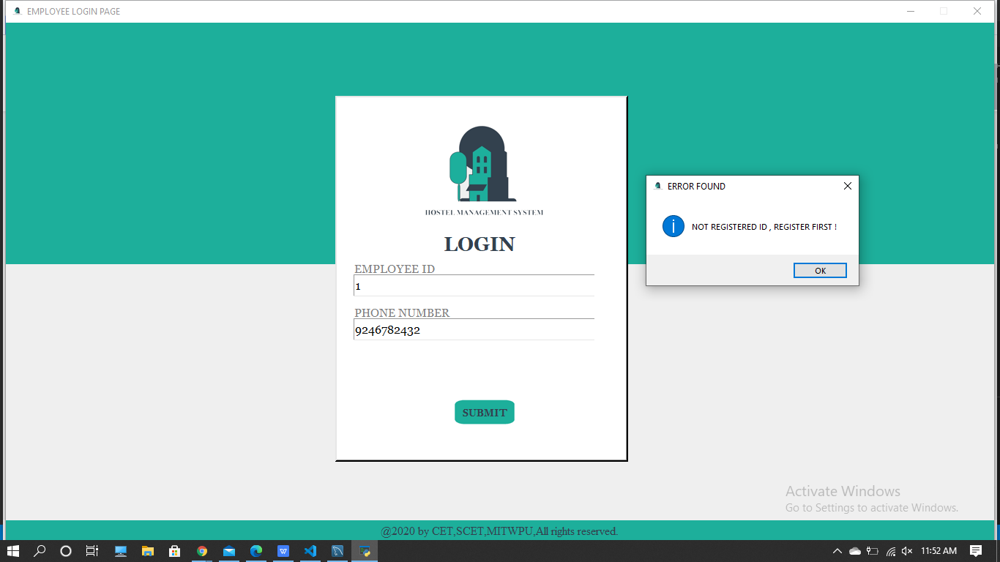 EMPLOYEE LOGIN PAGE
HOSTEL MANAGEMENT SYSTEM
LOGIN
EMPLOYEE ID
1
PHONE NUMBER
9246782432
SUBMIT
ERROR FOUND
NOT REGISTERED ID , REGISTER FIRST !
OK
Activate Windows
Go to Settings to activate Windows.
@2020 by CET,SCET,MITWPU,All rights reserved.
11:52 AM